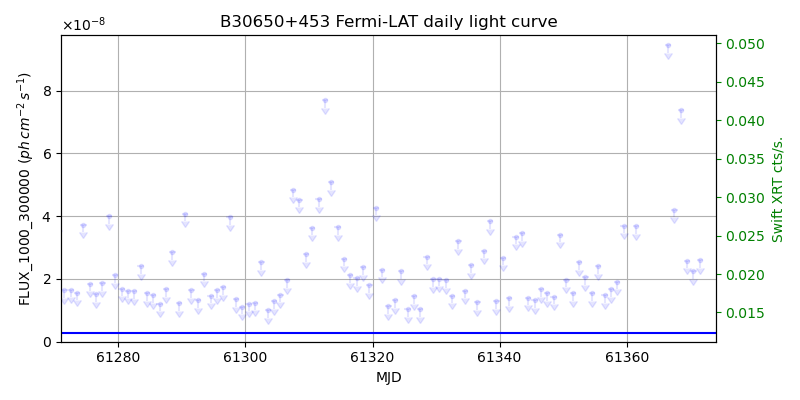 B30650+453 Fermi-LAT daily light curve
×10⁻⁸
FLUX_1000_300000 (ph cm⁻² s⁻¹)
8
6
4
2
0
61280 61300 61320 61340 61360
MJD
0.050
0.045
0.040
0.035
0.030
0.025
0.020
0.015
Swift XRT cts/s.